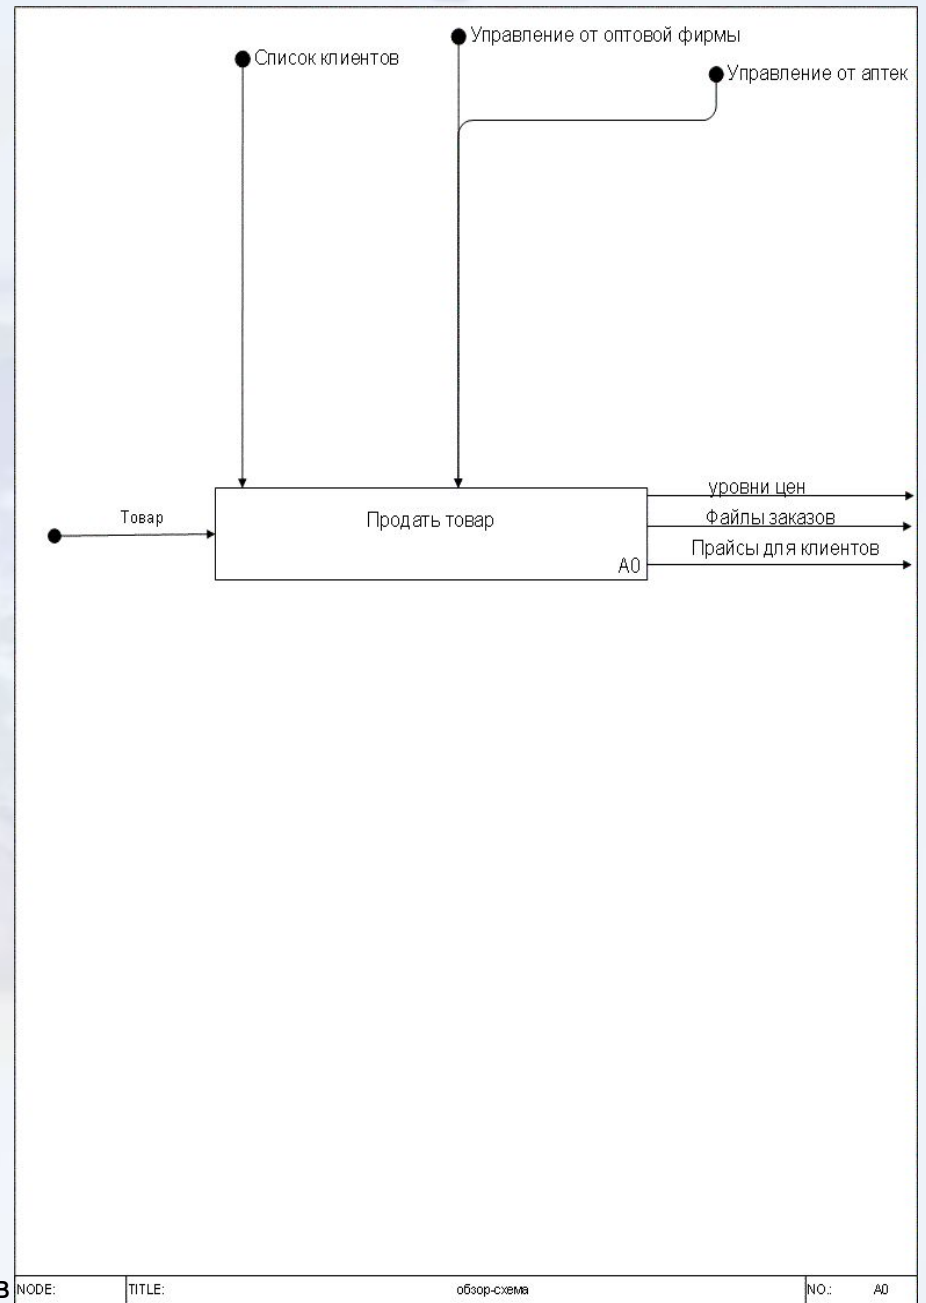 Управление от оптовой фирмы
Список клиентов
Управление от аптек
уровни цен
Товар
Продать товар
Файлы заказов
Прайсы для клиентов
A0
в
NODE:
TITLE:
обзор-схема
NO.:
A0